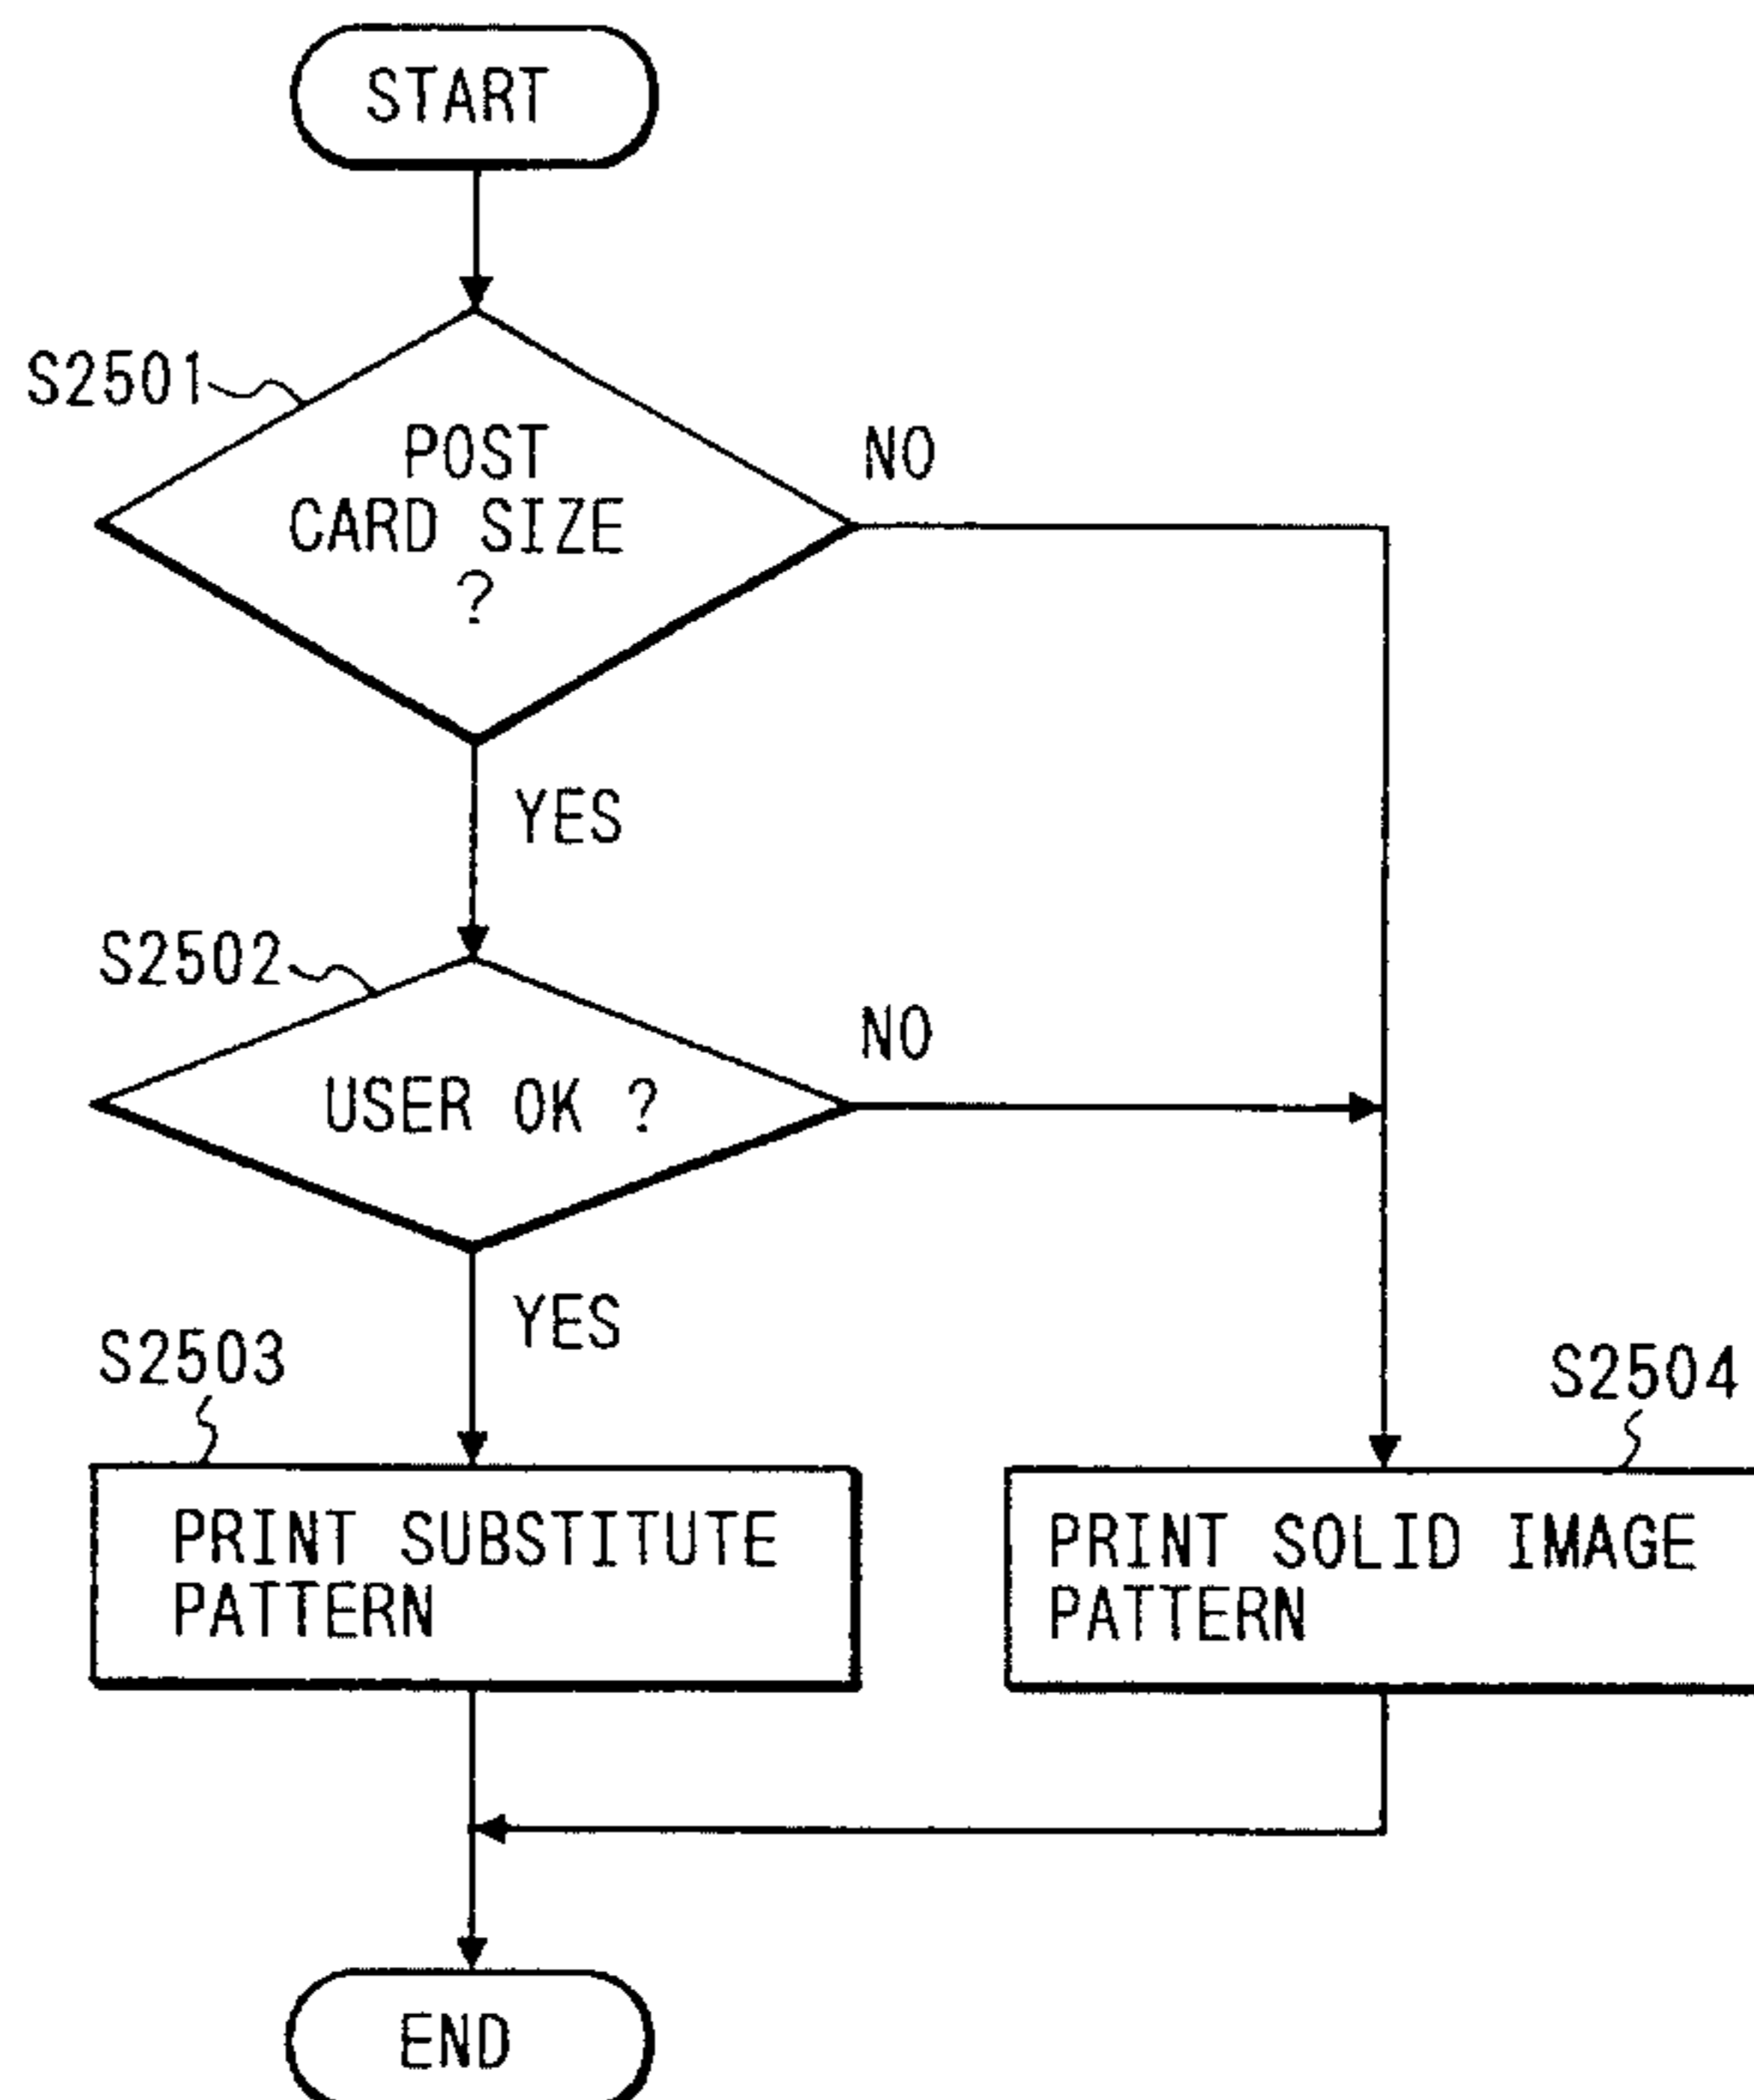 START
S2501
POST
CARD SIZE
?
NO
YES
S2502
USER OK ?
NO
YES
S2503
S2504
PRINT SUBSTITUTE
PATTERN
PRINT SOLID IMAGE
PATTERN
END